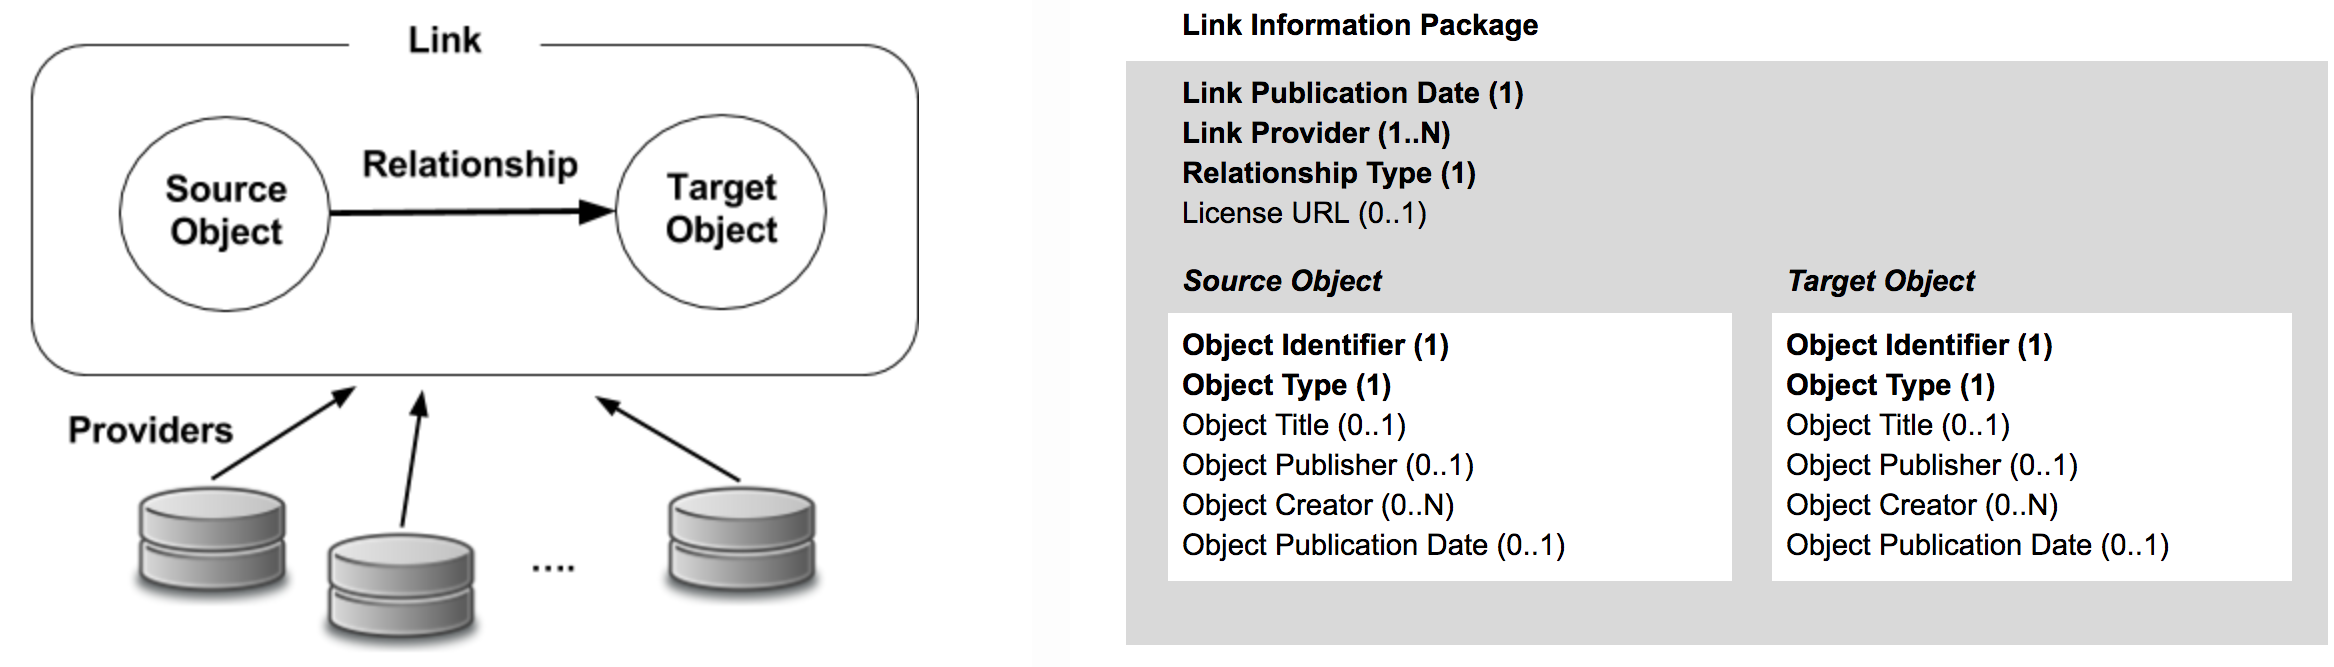 Link
Source
Object
Relationship
Target
Object
Providers
....
Link Information Package
Link Publication Date (1)
Link Provider (1..N)
Relationship Type (1)
License URL (0..1)
Source Object
Object Identifier (1)
Object Type (1)
Object Title (0..1)
Object Publisher (0..1)
Object Creator (0..N)
Object Publication Date (0..1)
Target Object
Object Identifier (1)
Object Type (1)
Object Title (0..1)
Object Publisher (0..1)
Object Creator (0..N)
Object Publication Date (0..1)